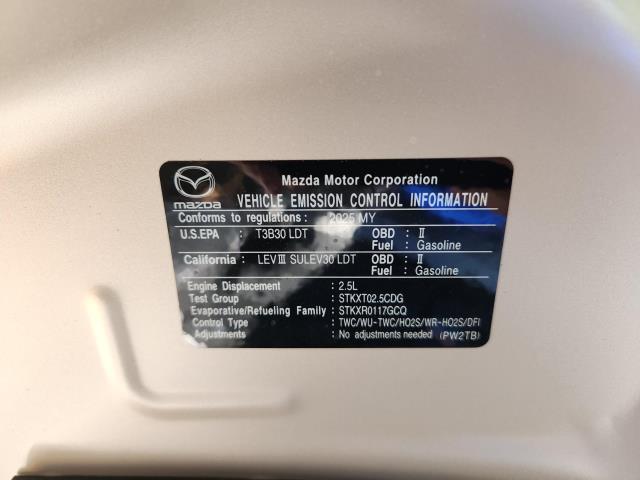 Mazda Motor Corporation
mazda VEHICLE EMISSION CONTROL INFORMATION
Conforms to regulations : 2025 MY
U.S.EPA : T3B30 LDT OBD : II
Fuel : Gasoline
California : LEVⅢ SULEV30 LDT OBD : II
Fuel : Gasoline
Engine Displacement : 2.5L
Test Group : STKXT02.5CDG
Evaporative/Refueling Family : STKXR0117GCQ
Control Type : TWC/WU-TWC/HO2S/WR-HO2S/DFI
Adjustments : No adjustments needed (PW2TB)